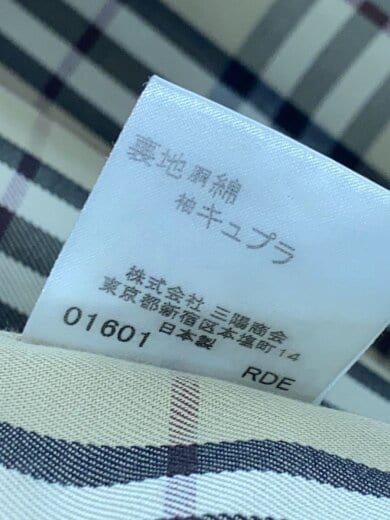 裏地 胴綿
袖キュプラ
株式会社 三陽商会
東京都新宿区本塩町14
01601 日本製
RDE